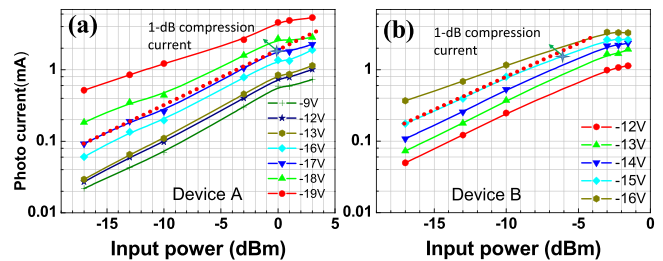 (a)
1-dB compression
current
Photo current(mA)
1
0.1
0.01
-15
-10
-5
0
5
Input power (dBm)
Device A
-9V
-12V
-13V
-16V
-17V
-18V
-19V
(b)
1-dB compression
current
1
0.1
0.01
-15
-10
-5
0
Input power (dBm)
Device B
-12V
-13V
-14V
-15V
-16V